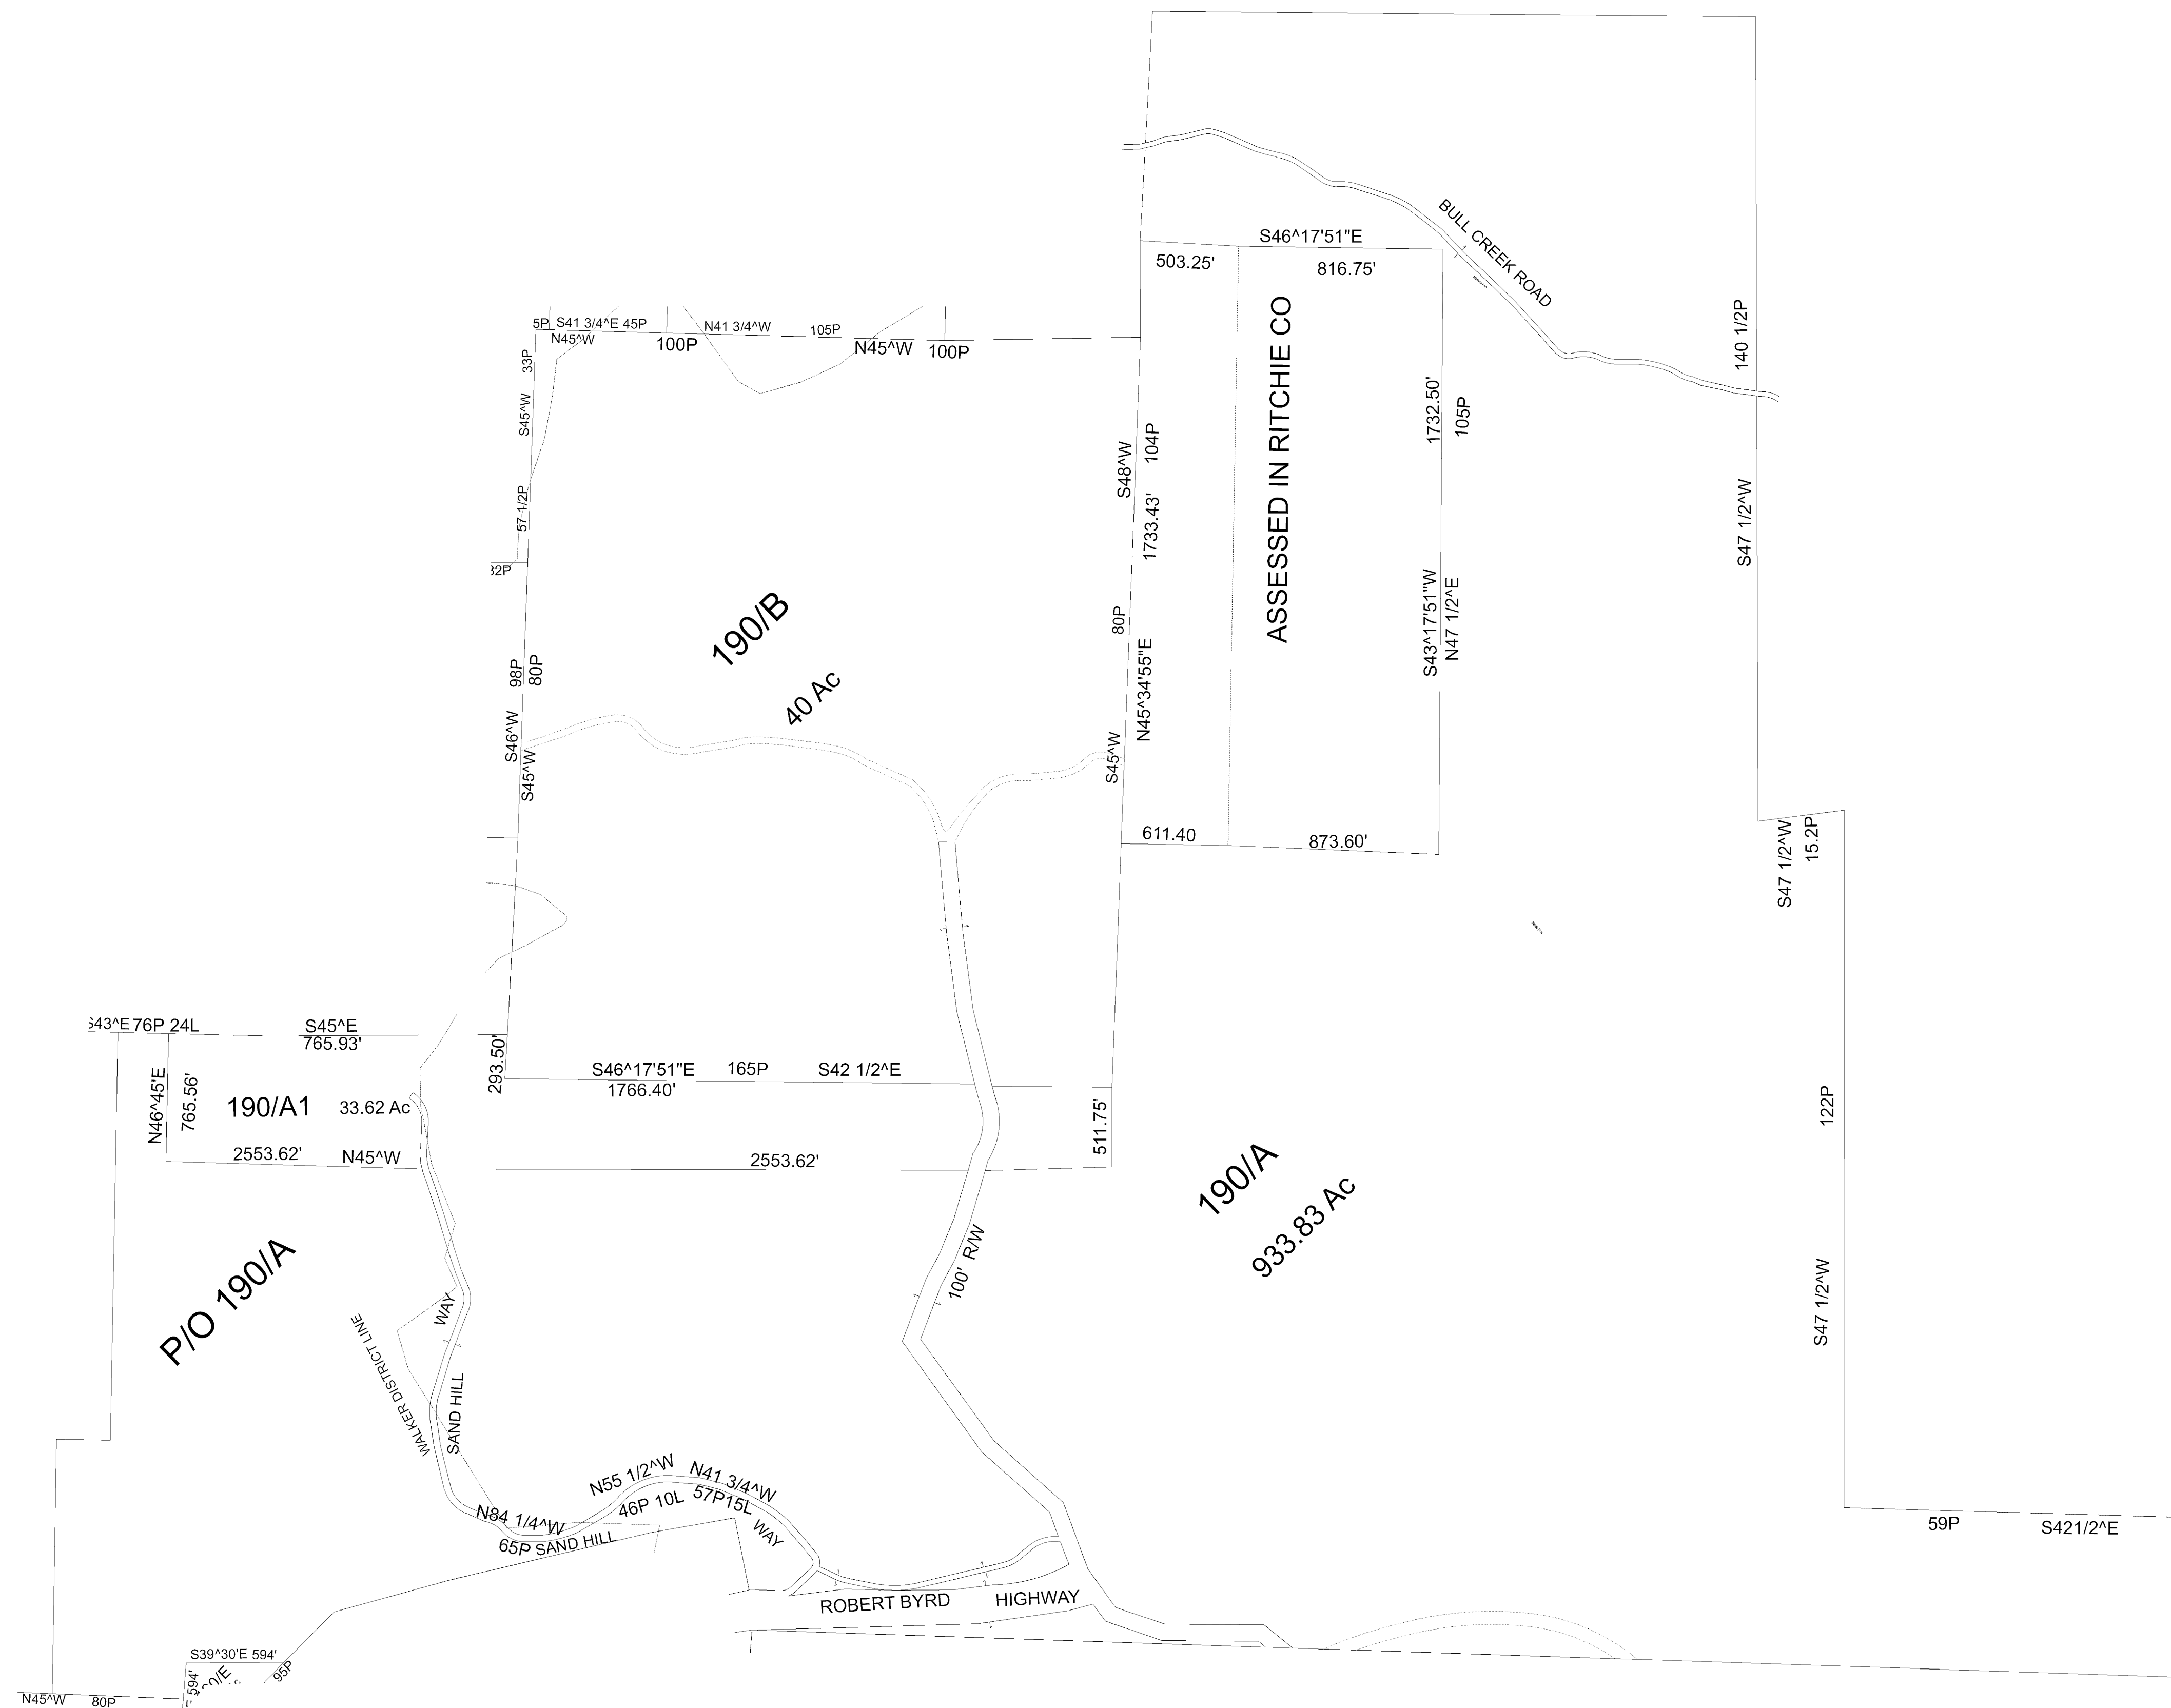 BULL CREEK ROAD
S46^17'51"E
503.25'
816.75'
ASSESSED IN RITCHIE CO
140 1/2P
S47 1/2^W
5P
S41 3/4^E 45P
N41 3/4^W
105P
N45^W
100P
N45^W
100P
33P
S45^W
57 1/2P
98P
80P
S46^W
S45^W
190/B
40 Ac
S48^W
104P
1733.43'
80P
N45^34'55"E
S45^W
1732.50'
105P
S43^17'51"W
N47 1/2^E
611.40
873.60'
S47 1/2^W
15.2P
122P
S47 1/2^W
59P
S421/2^E
76P 24L
S45^E
765.93'
293.50'
S46^17'51"E
165P
S42 1/2^E
1766.40'
N46^45'E
765.56'
190/A1
33.62 Ac
2553.62'
N45^W
2553.62'
511.75'
190/A
933.83 Ac
P/O 190/A
100' R/W
WALKER DISTRICT LINE
SAND HILL
WAY
N84 1/4^W
N55 1/2^W
N41 3/4^W
46P 10L
57P15L
65P
SAND HILL
WAY
ROBERT BYRD
HIGHWAY
S39^30'E 594'
594'
95P
N45^W
80P